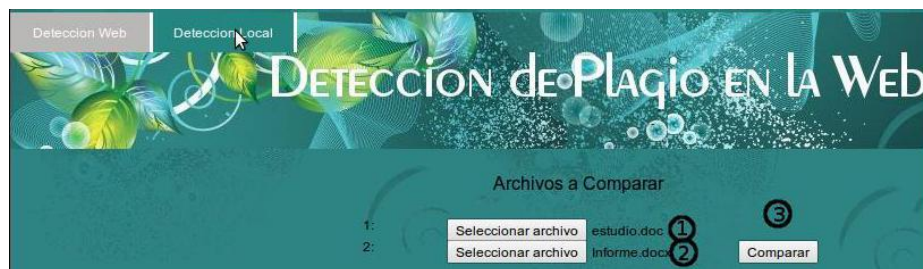 Deteccion Web Deteccion Local
Deteccion de Plagio en la Web
Archivos a Comparar
3
1: Seleccionar archivo estudio.doc 1
2: Seleccionar archivo Informe.docx 2 Comparar